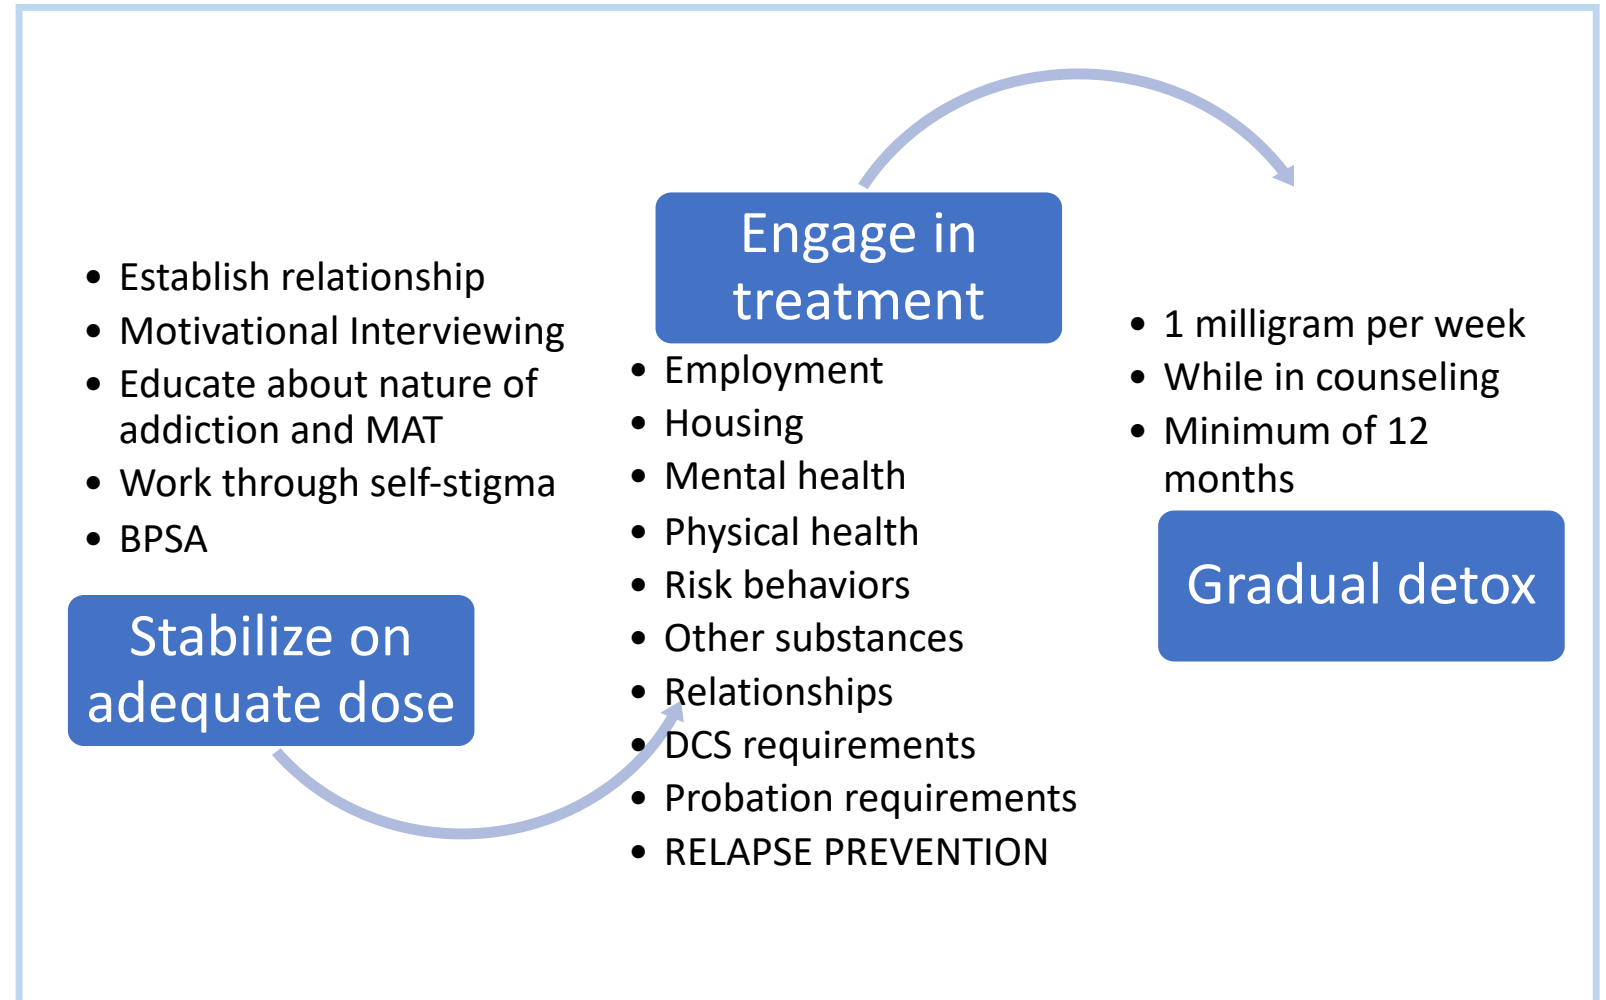 • Establish relationship
• Motivational Interviewing
• Educate about nature of
addiction and MAT
• Work through self-stigma
• BPSA
Stabilize on
adequate dose
Engage in
treatment
• Employment
• Housing
• Mental health
• Physical health
• Risk behaviors
• Other substances
• Relationships
• DCS requirements
• Probation requirements
• RELAPSE PREVENTION
• 1 milligram per week
• While in counseling
• Minimum of 12
months
Gradual detox